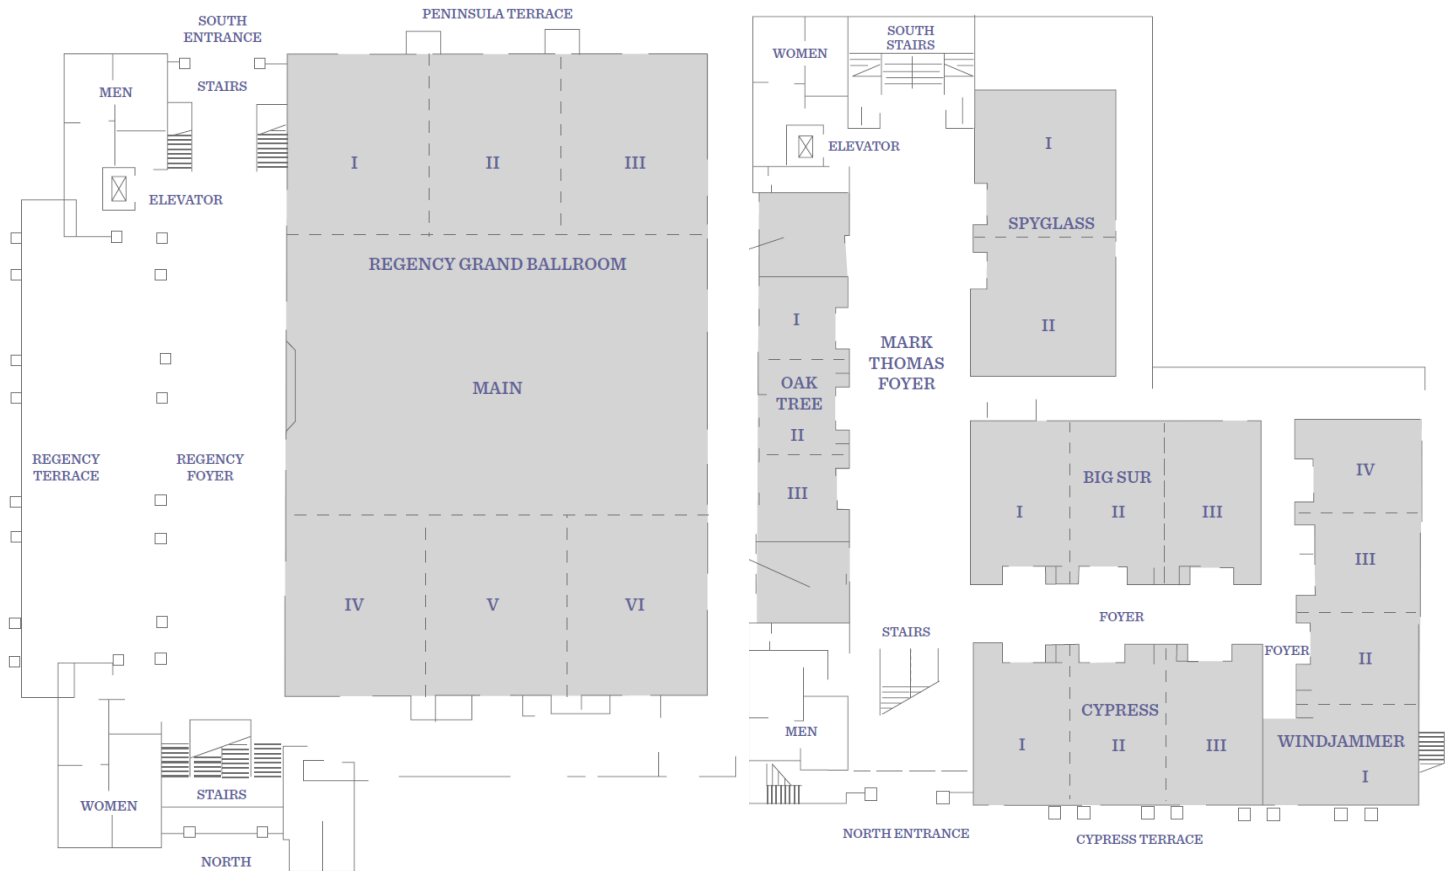 PENINSULA TERRACE
SOUTH
ENTRANCE
MEN
STAIRS
ELEVATOR
I
II
III
REGENCY GRAND BALLROOM
MAIN
REGENCY
TERRACE
REGENCY
FOYER
IV
V
VI
STAIRS
WOMEN
NORTH
WOMEN
SOUTH
STAIRS
ELEVATOR
I
SPYGLASS
II
MARK
THOMAS
FOYER
I
OAK
TREE
II
III
BIG SUR
I
II
III
IV
III
II
FOYER
FOYER
STAIRS
MEN
CYPRESS
I
II
III
WINDJAMMER
I
NORTH ENTRANCE
CYPRESS TERRACE